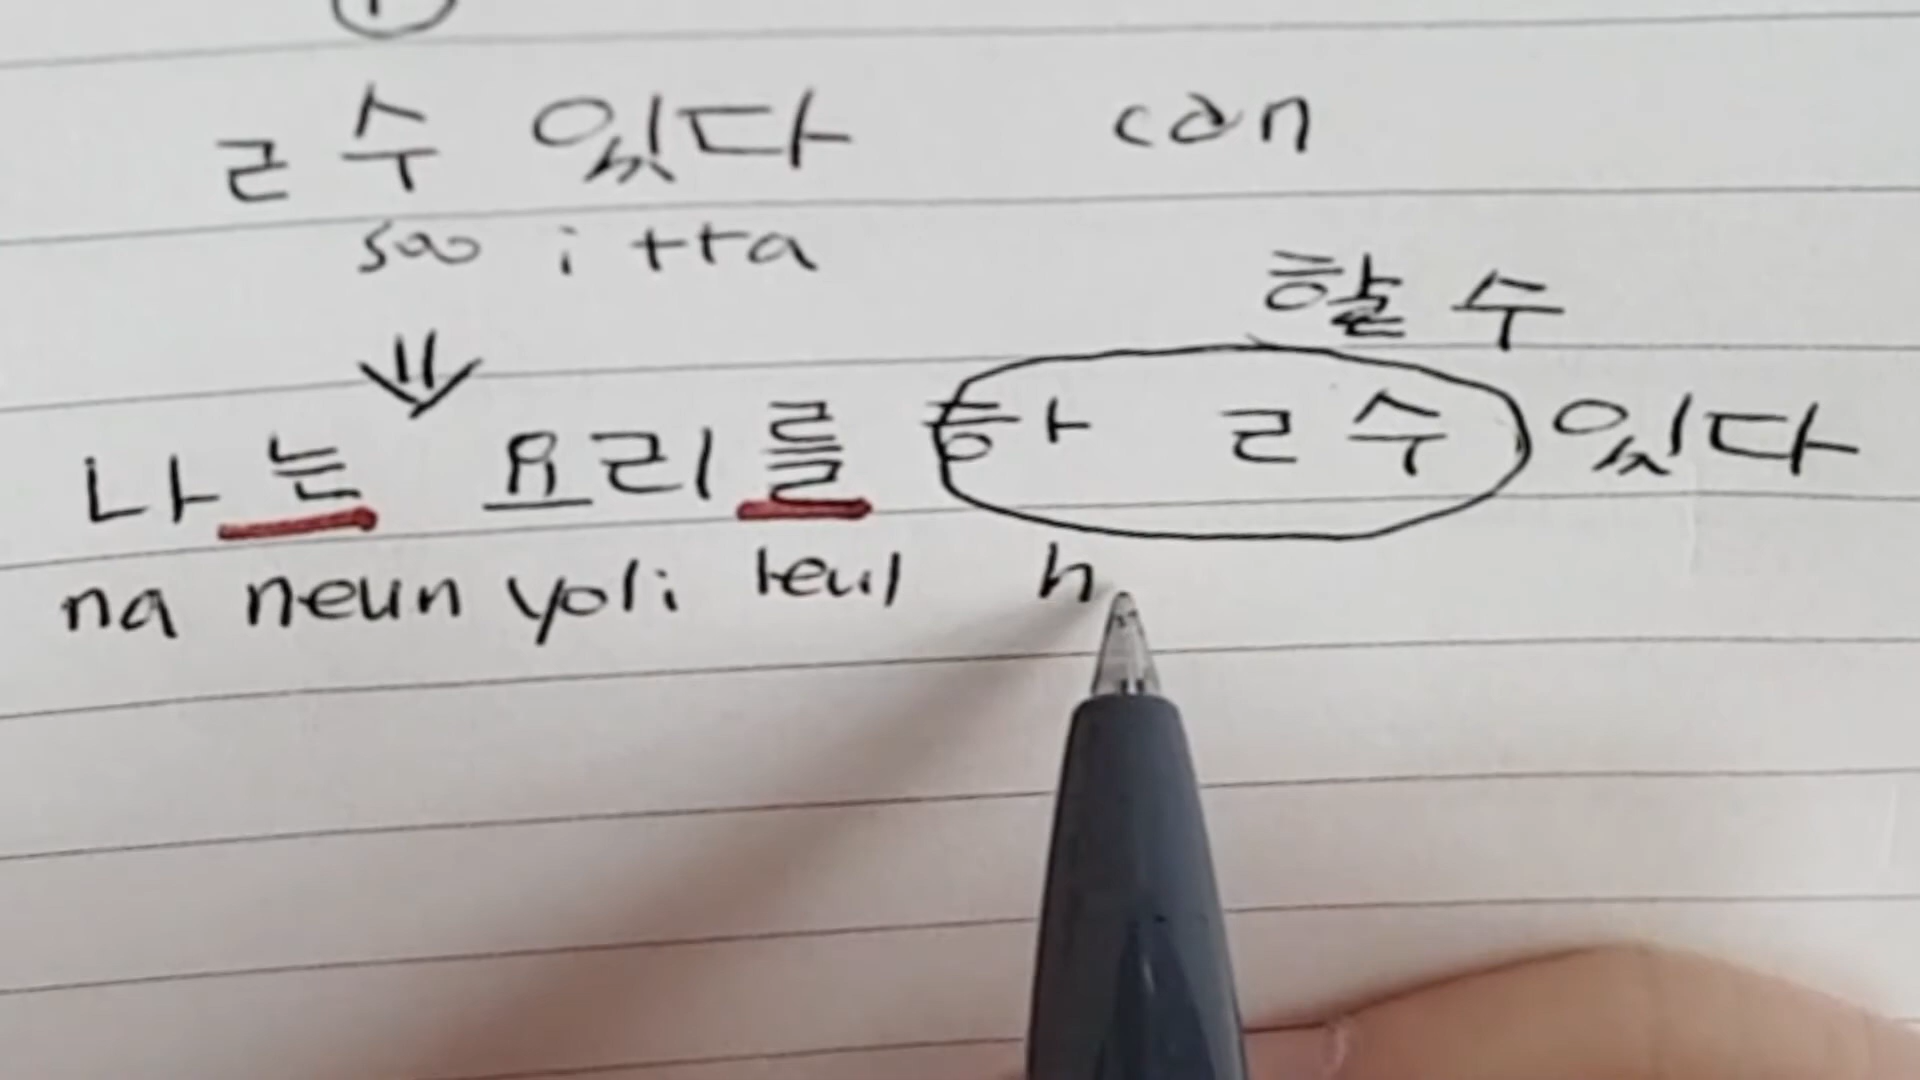 ㄹ 수 있다 can
soo i tta
할 수
나는 요리를 하 ㄹ 수 있다
na neun yoli leul h